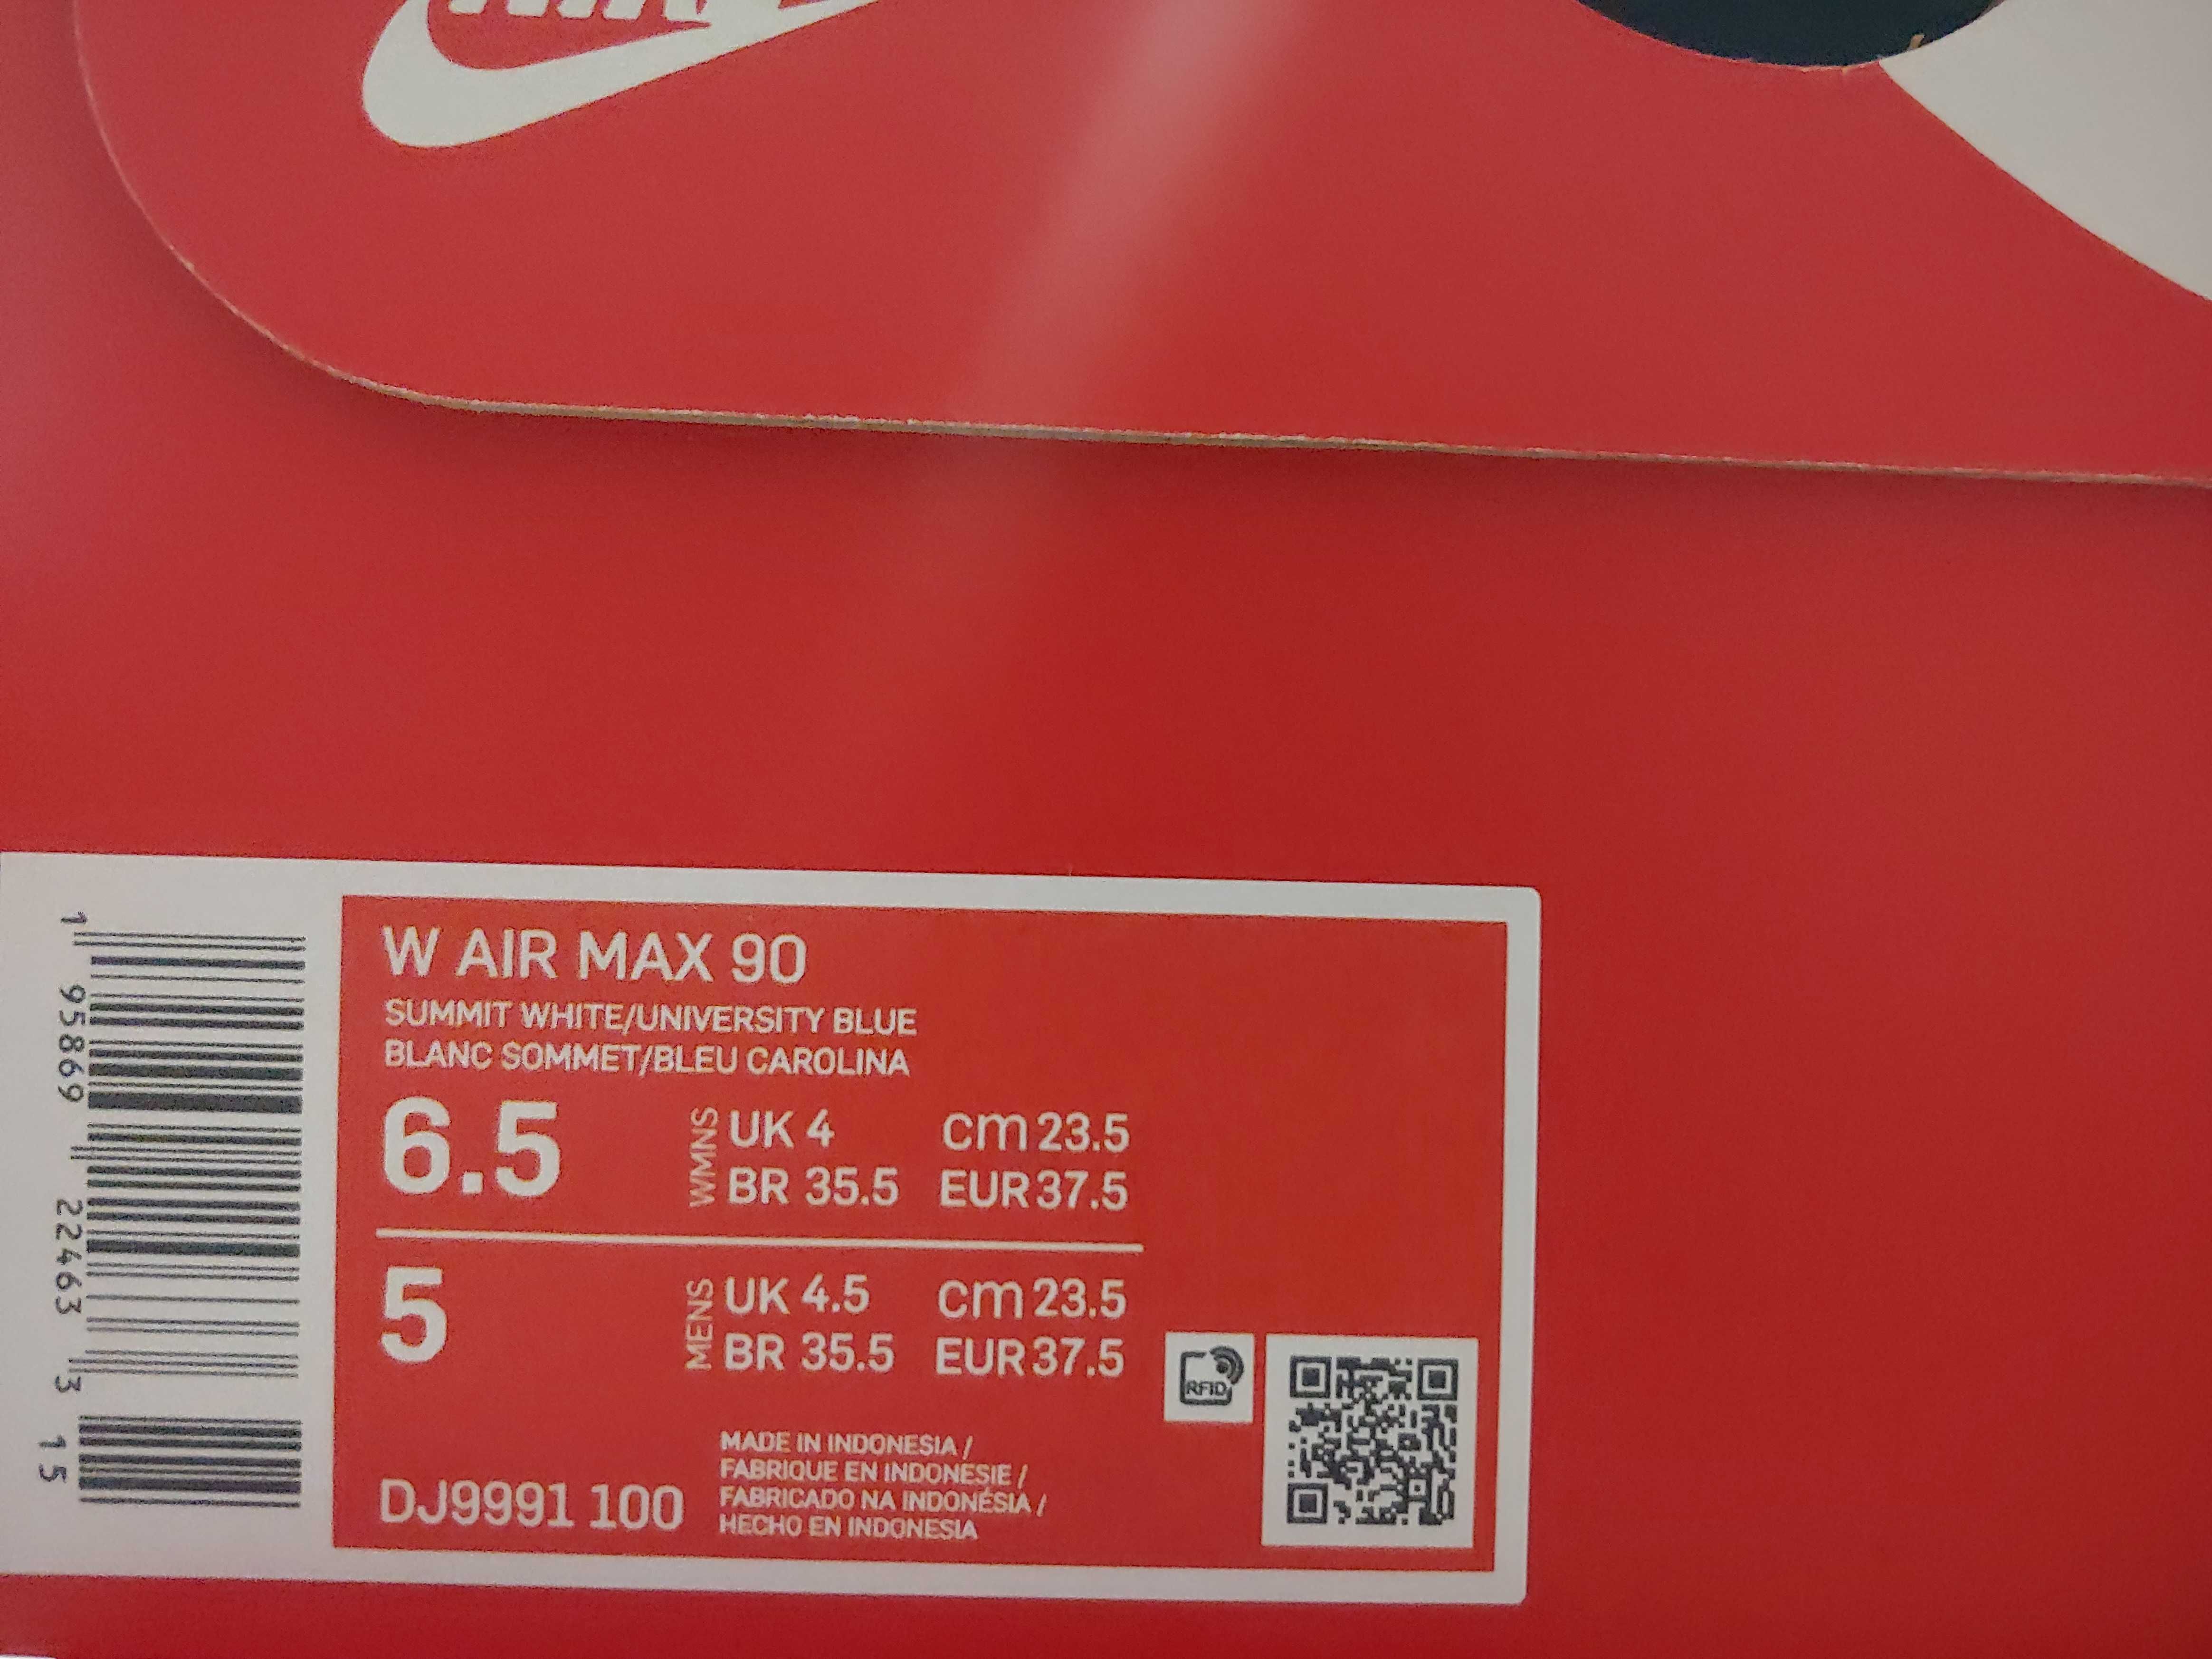 W AIR MAX 90
SUMMIT WHITE/UNIVERSITY BLUE
BLANC SOMMET/BLEU CAROLINA
6.5
WMNS
UK 4 cm 23.5
BR 35.5 EUR 37.5
5
MENS
UK 4.5 cm 23.5
BR 35.5 EUR 37.5
RFID
DJ9991 100
MADE IN INDONESIA /
FABRIQUE EN INDONESIE /
FABRICADO NA INDONÉSIA /
HECHO EN INDONESIA
1 95869 22463 3 15